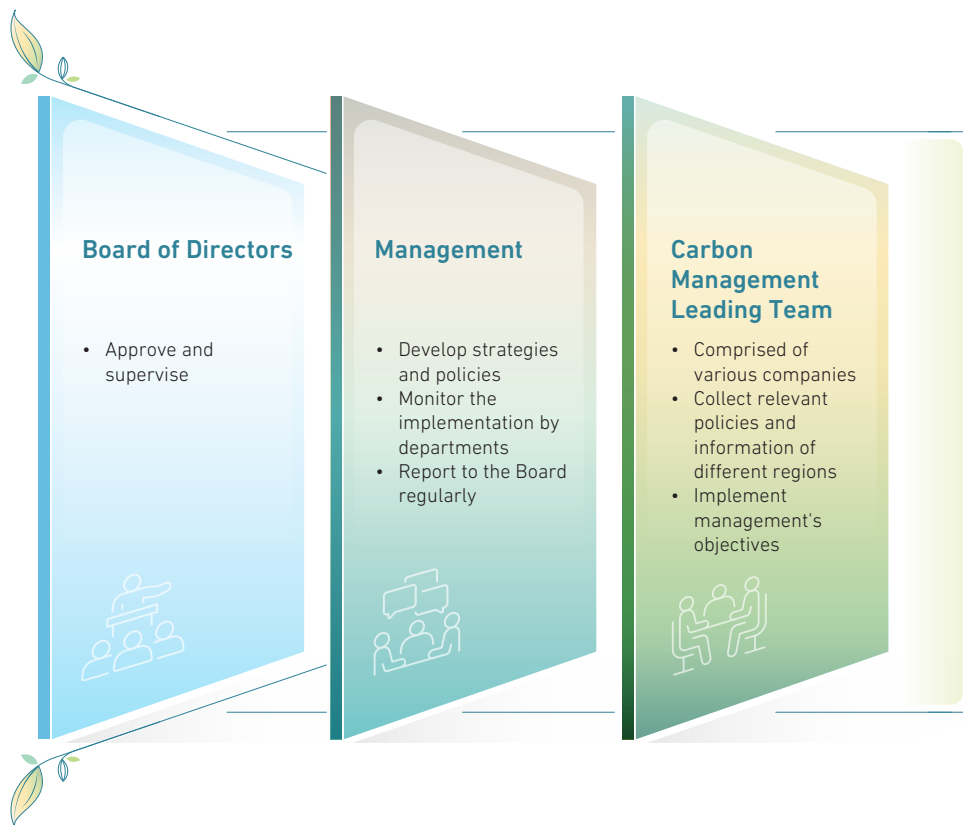 Board of Directors
• Approve and
supervise
Management
• Develop strategies
and policies
• Monitor the
implementation by
departments
• Report to the Board
regularly
Carbon
Management
Leading Team
• Comprised of
various companies
• Collect relevant
policies and
information of
different regions
• Implement
management's
objectives